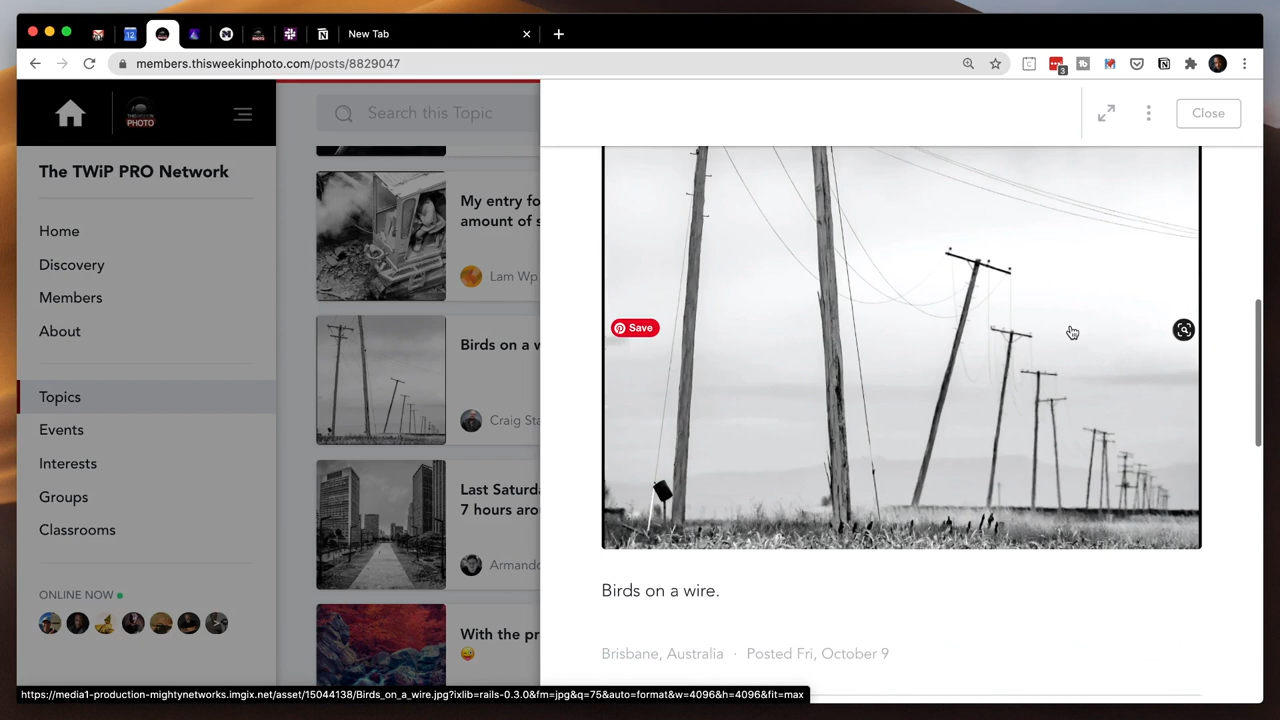 New Tab
members.thisweekinphoto.com/posts/8829047
3
12
PHOTO
Search this Topic
Close
The TWiP PRO Network
Home
Discovery
Members
About
Topics
Events
Interests
Groups
Classrooms
ONLINE NOW
My entry fo
amount of s
Lam Wp
Birds on a w
Craig Sta
Last Saturd
7 hours aro
Armando
With the pr
Save
Birds on a wire.
Brisbane, Australia · Posted Fri, October 9
https://media1-production-mightynetworks.imgix.net/asset/15044138/Birds_on_a_wire.jpg?ixlib=rails-0.3.0&fm=jpg&q=75&auto=format&w=4096&h=4096&fit=max